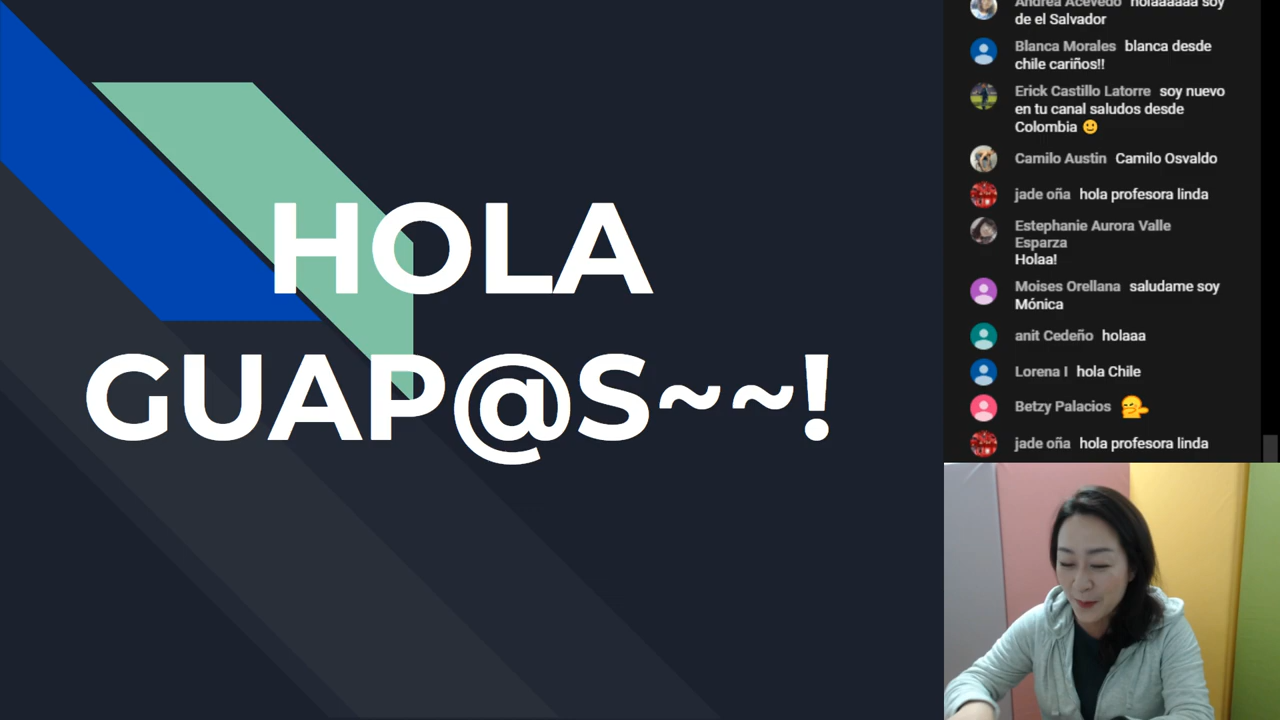 HOLA
GUAP@S~~!
Andrea Acevedo holaaaaaa soy
de el Salvador
Blanca Morales blanca desde
chile cariños!!
Erick Castillo Latorre soy nuevo
en tu canal saludos desde
Colombia 🙂
Camilo Austin Camilo Osvaldo
jade oña hola profesora linda
Estephanie Aurora Valle
Esparza
Holaa!
Moises Orellana saludame soy
Mónica
anit Cedeño holaaa
Lorena I hola Chile
Betzy Palacios
jade oña hola profesora linda